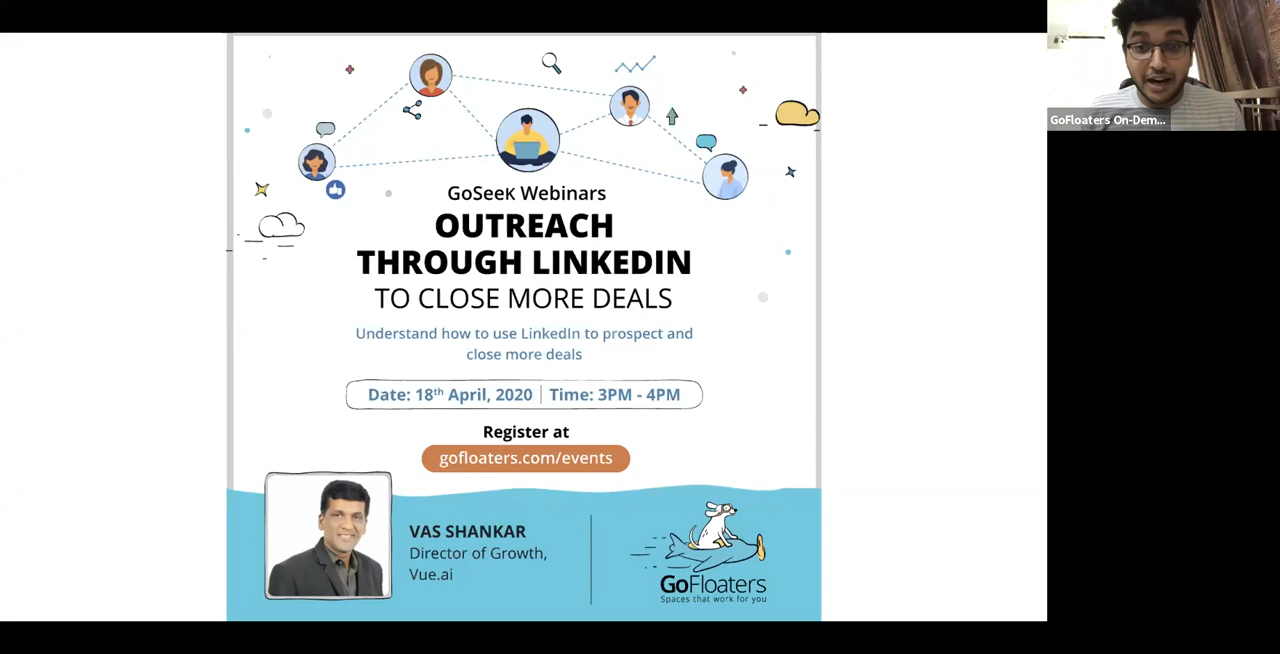 GoFloaters On-Dem...
GoSeeK Webinars
OUTREACH
THROUGH LINKEDIN
TO CLOSE MORE DEALS
Understand how to use LinkedIn to prospect and
close more deals
Date: 18th April, 2020 | Time: 3PM - 4PM
Register at
gofloaters.com/events
VAS SHANKAR
Director of Growth,
Vue.ai
GoFloaters
Spaces that work for you